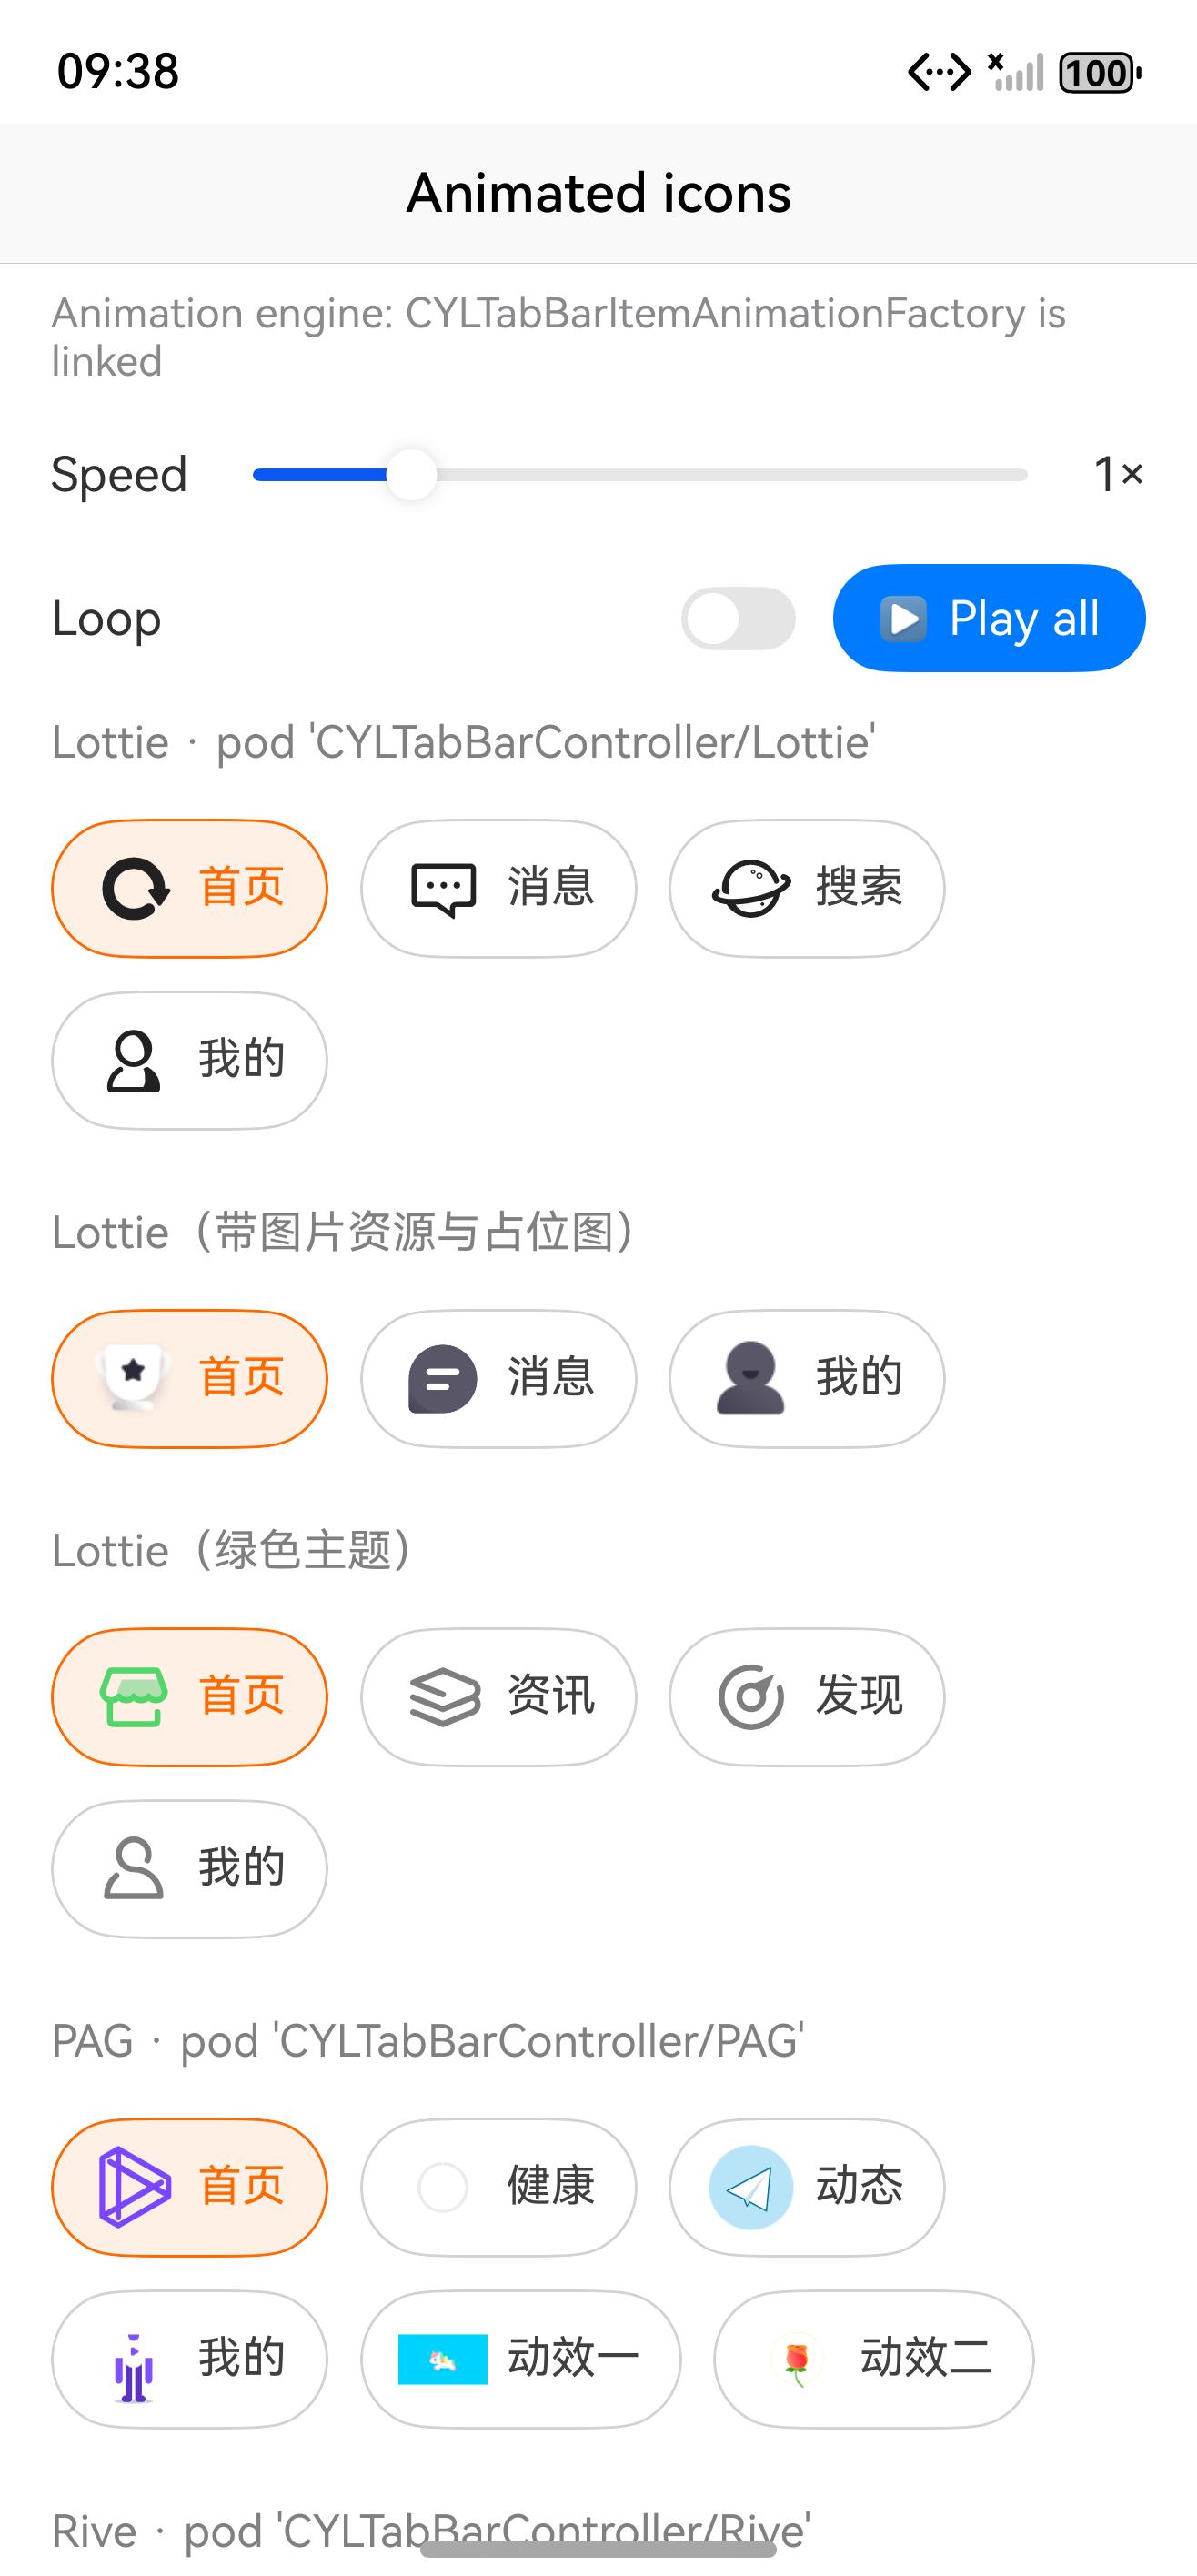 09:38
100
Animated icons
Animation engine: CYLTabBarItemAnimationFactory is
linked
Speed
1×
Loop
Play all
Lottie · pod 'CYLTabBarController/Lottie'
首页
消息
搜索
我的
Lottie（带图片资源与占位图）
首页
消息
我的
Lottie（绿色主题）
首页
资讯
发现
我的
PAG · pod 'CYLTabBarController/PAG'
首页
健康
动态
我的
动效一
动效二
Rive · pod 'CYLTabBarController/Rive'